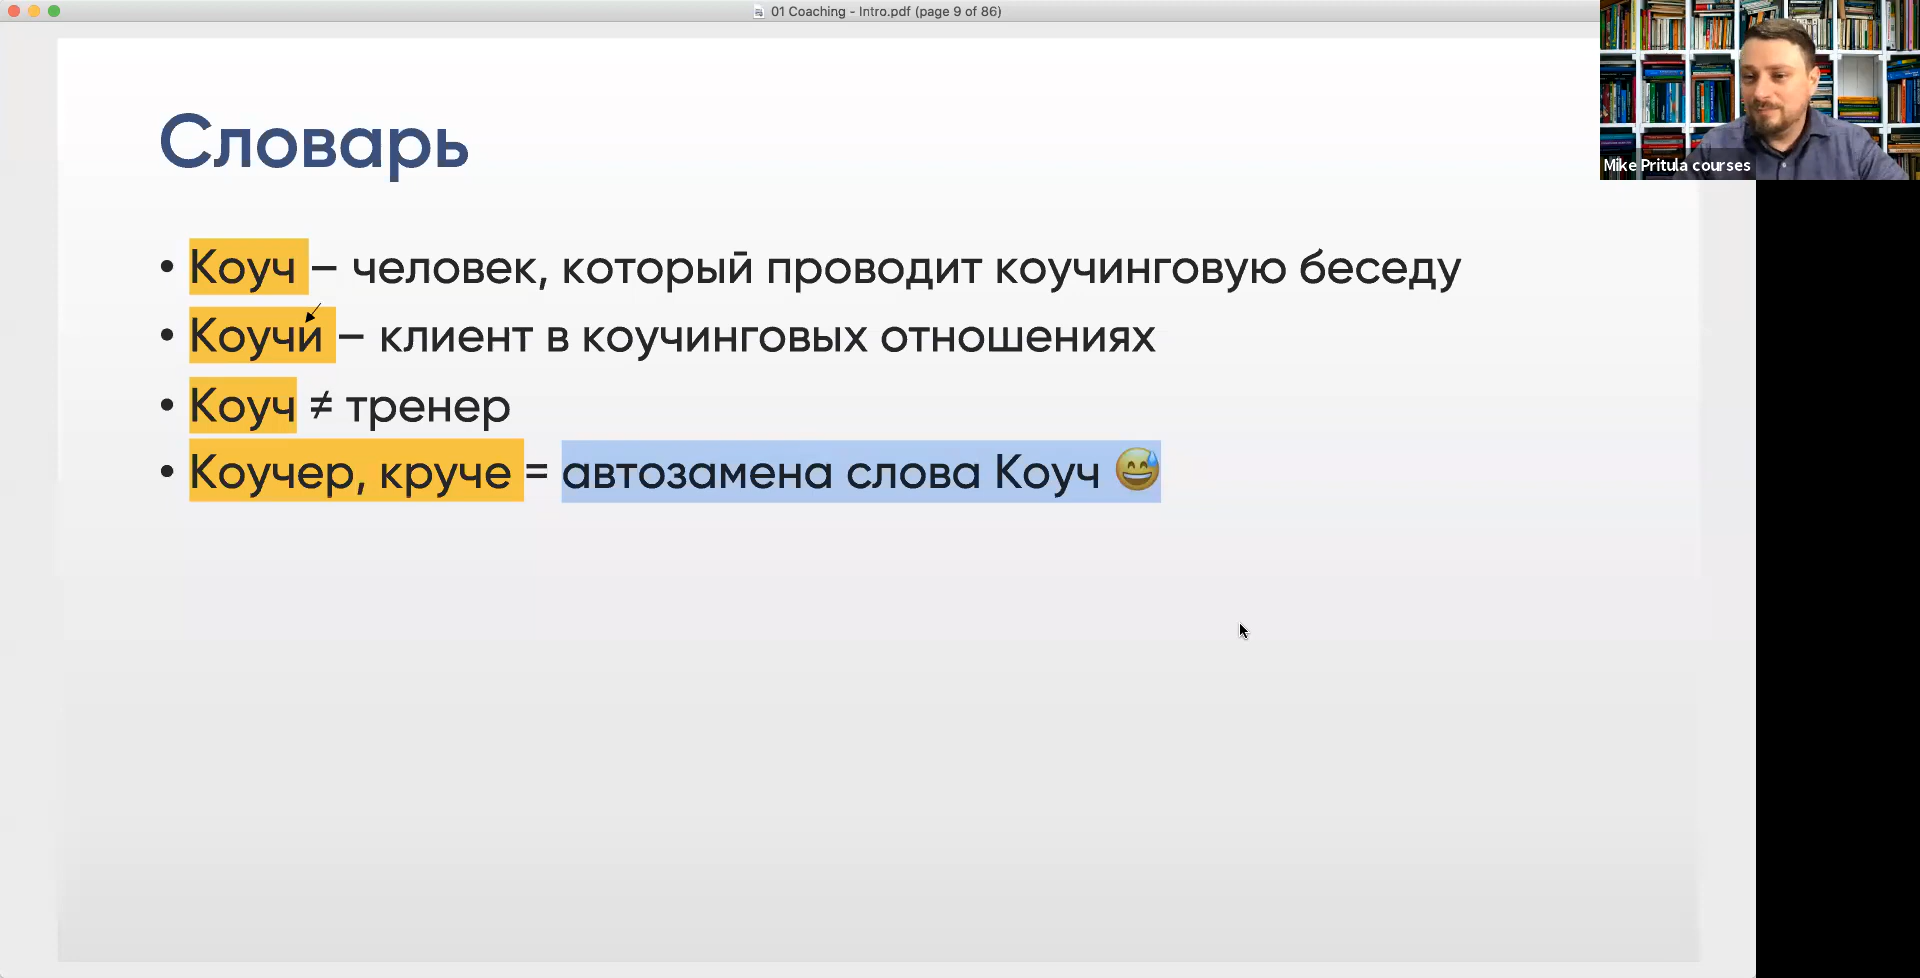 01 Coaching - Intro.pdf (page 9 of 86)
Mike Pritula courses
Словарь
• Коуч – человек, который проводит коучинговую беседу
• Коучи – клиент в коучинговых отношениях
• Коуч ≠ тренер
• Коучер, круче = автозамена слова Коуч 😅